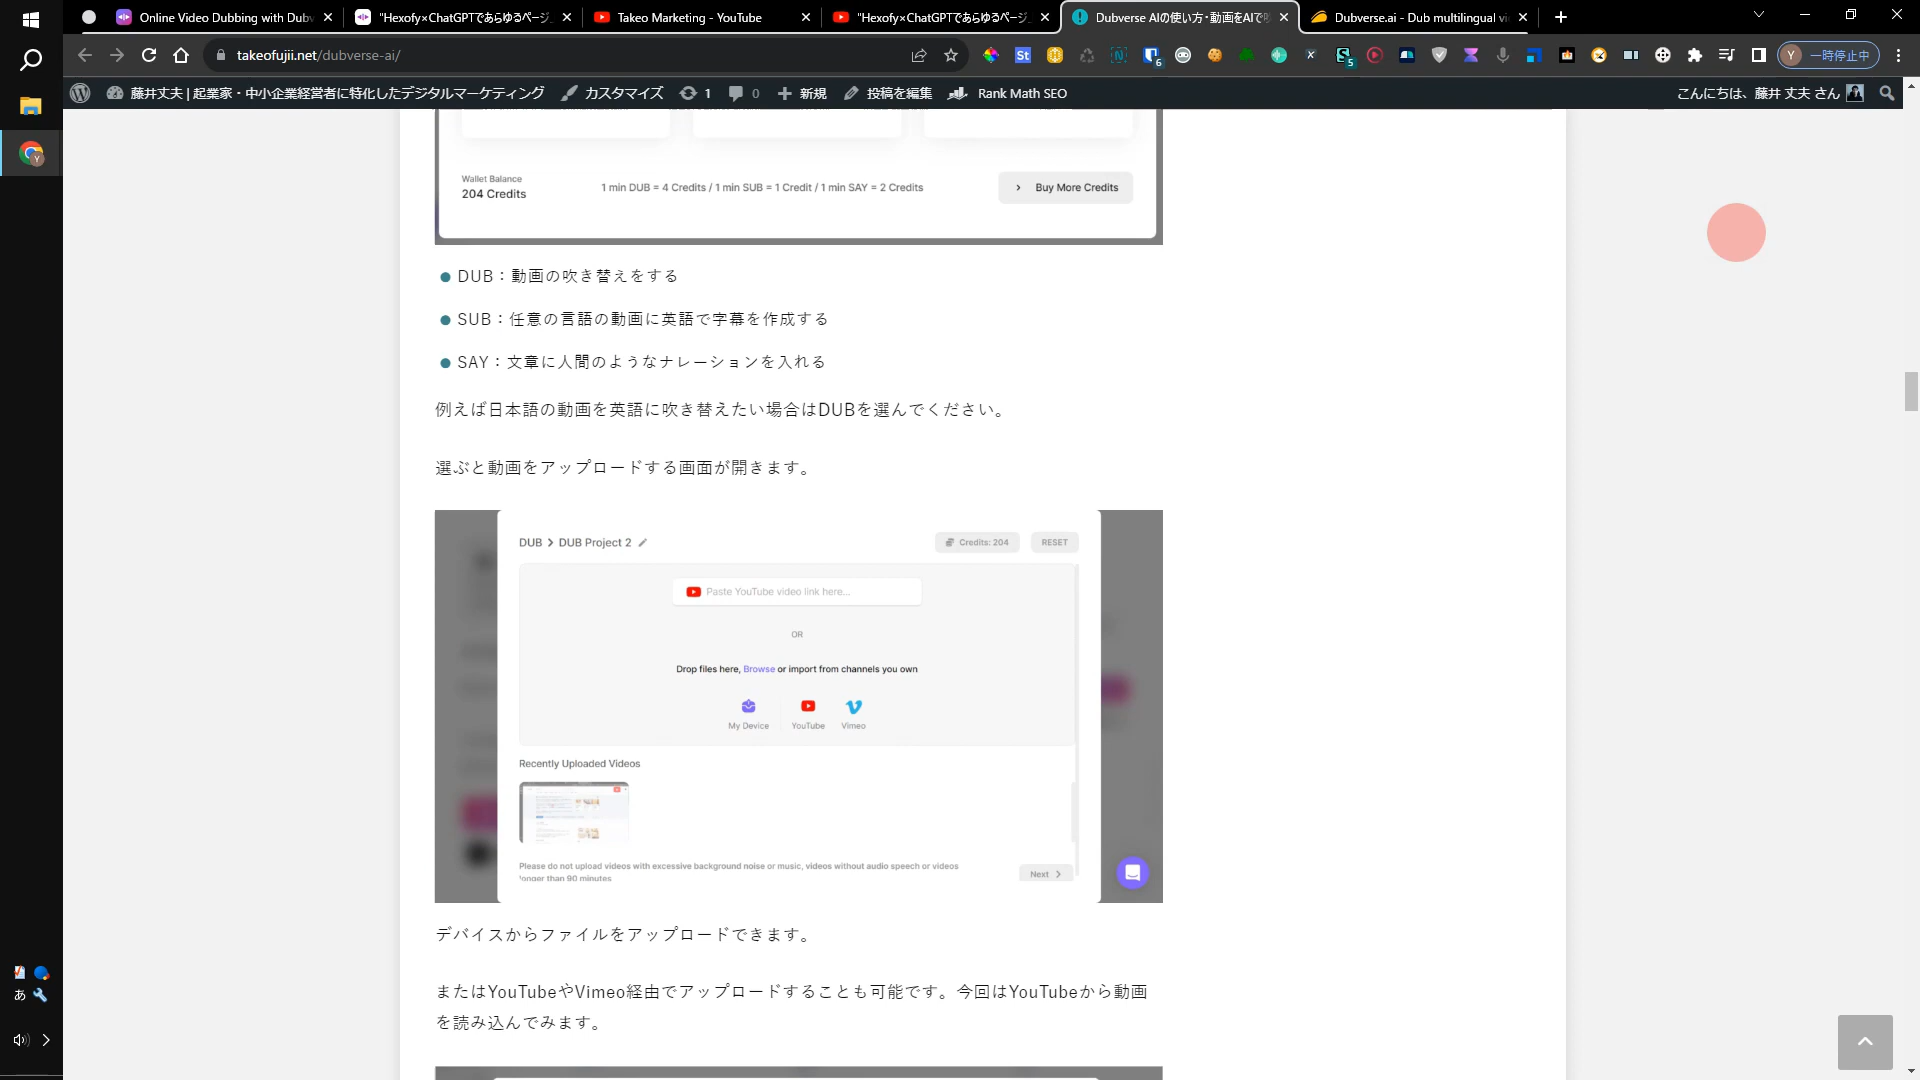 Online Video Dubbing with Dubv
"Hexofy×ChatGPTであらゆるページ
Takeo Marketing - YouTube
"Hexofy×ChatGPTであらゆるページ
Dubverse AIの使い方・動画をAIで
Dubverse.ai - Dub multilingual vi
takeofujii.net/dubverse-ai/
St
6
5
Y
一時停止中
藤井丈夫 | 起業家・中小企業経営者に特化したデジタルマーケティング
カスタマイズ
1
0
新規
投稿を編集
Rank Math SEO
こんにちは、藤井 丈夫 さん
Wallet Balance
204 Credits
1 min DUB = 4 Credits / 1 min SUB = 1 Credit / 1 min SAY = 2 Credits
Buy More Credits
DUB：動画の吹き替えをする
SUB：任意の言語の動画に英語で字幕を作成する
SAY：文章に人間のようなナレーションを入れる
例えば日本語の動画を英語に吹き替えたい場合はDUBを選んでください。
選ぶと動画をアップロードする画面が開きます。
DUB > DUB Project 2
Credits: 204
RESET
Paste YouTube video link here...
OR
Drop files here, Browse or import from channels you own
My Device
YouTube
Vimeo
Recently Uploaded Videos
Please do not upload videos with excessive background noise or music, videos without audio speech or videos
longer than 90 minutes
Next
デバイスからファイルをアップロードできます。
またはYouTubeやVimeo経由でアップロードすることも可能です。今回はYouTubeから動画
を読み込んでみます。
あ